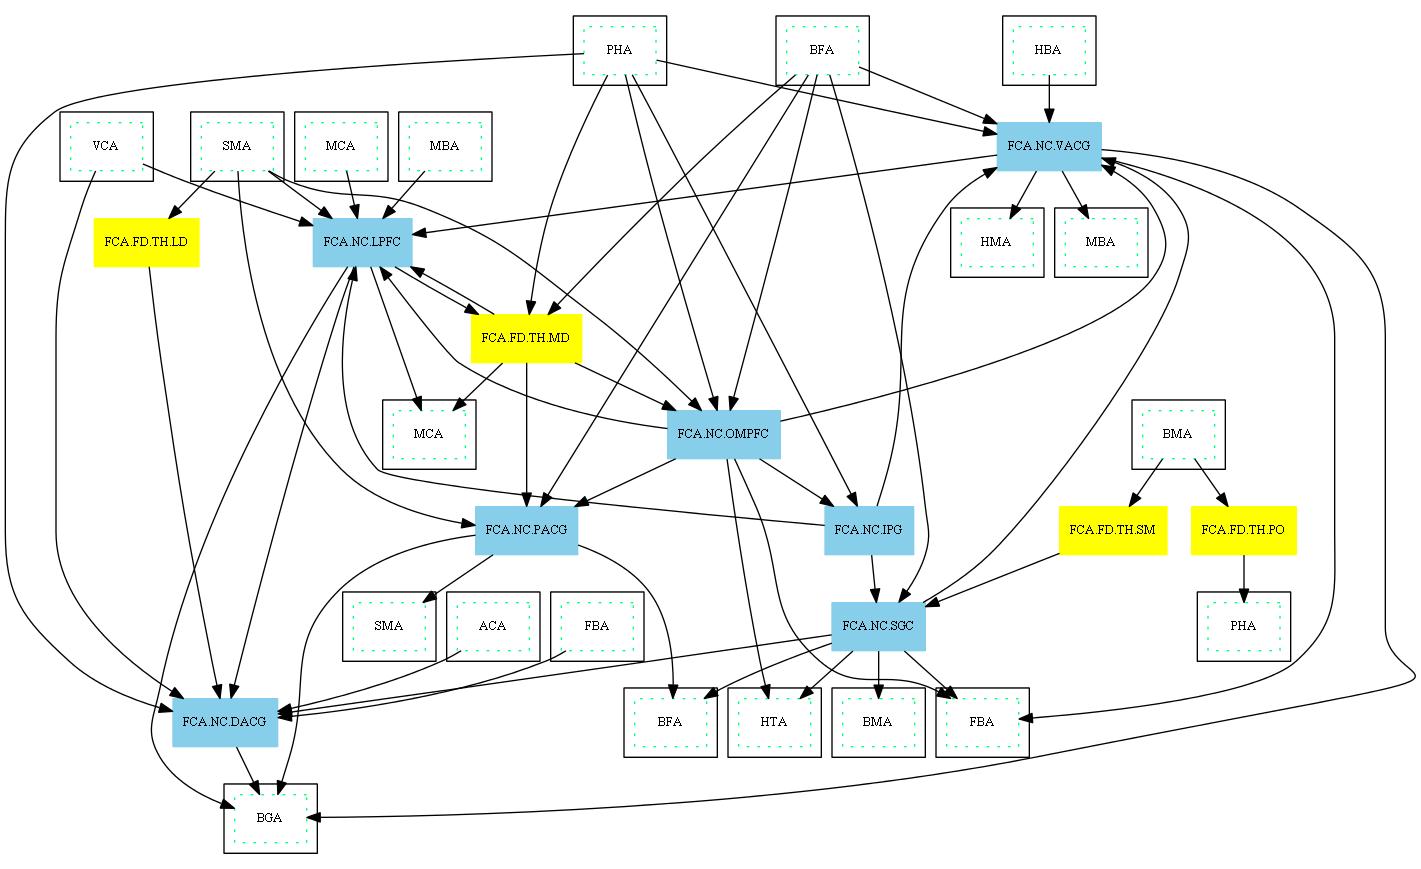 PHA
BFA
HBA
VCA
SMA
MCA
MBA
FCA.NC.VACG
FCA.FD.TH.LD
FCA.NC.LPFC
HMA
MBA
FCA.FD.TH.MD
MCA
FCA.NC.OMPFC
BMA
FCA.NC.PACG
FCA.NC.IPG
FCA.FD.TH.SM
FCA.FD.TH.PO
SMA
ACA
FBA
FCA.NC.SGC
PHA
FCA.NC.DACG
BFA
HTA
BMA
FBA
BGA